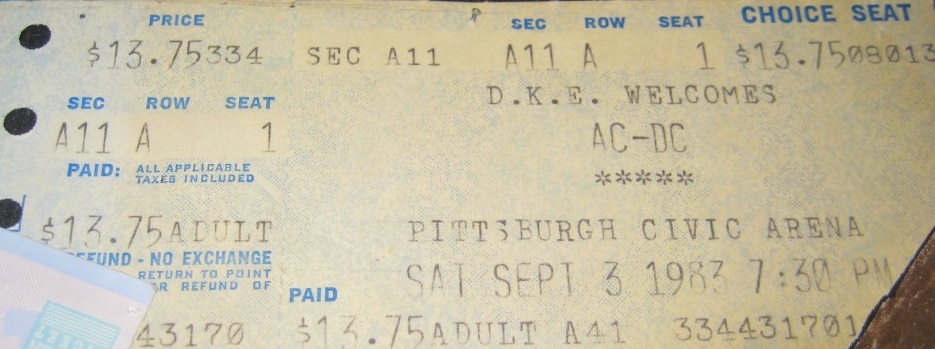 PRICE
$13.75334 SEC A11
SEC ROW SEAT CHOICE SEAT
A11 A 1 $13.7508013
D.K.E. WELCOMES
AC-DC
*****
SEC ROW SEAT
A11 A 1
PAID: ALL APPLICABLE
TAXES INCLUDED
$13.75ADULT
PITTSBURGH CIVIC ARENA
EFUND - NO EXCHANGE
RETURN TO POINT
OR REFUND OF
SAT SEPT 3 1983 7:30 PM
PAID
43170 $13.75ADULT A41 334431701